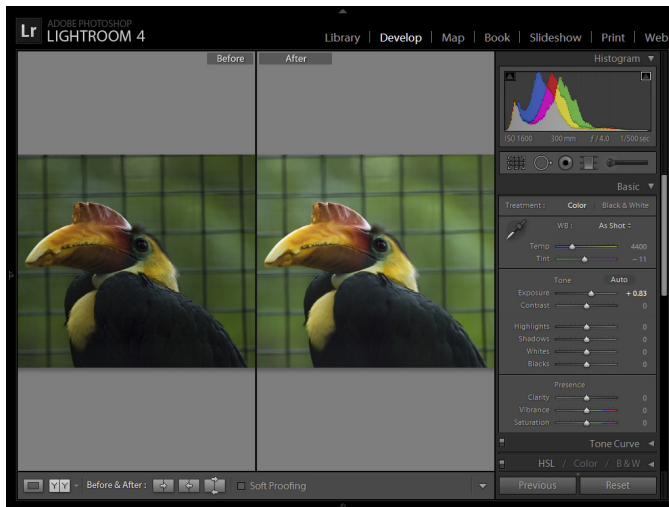 Lr ADOBE PHOTOSHOP
LIGHTROOM 4
Library | Develop | Map | Book | Slideshow | Print | Web
Before After
Histogram
ISO 1600 300 mm ƒ / 4.0 1/500 sec
Basic
Treatment : Color | Black & White
WB : As Shot
Temp 4400
Tint – 11
Tone Auto
Exposure + 0.83
Contrast 0
Highlights 0
Shadows 0
Whites 0
Blacks 0
Presence
Clarity 0
Vibrance 0
Saturation 0
Tone Curve
HSL / Color / B & W
Y Y Before & After : Soft Proofing
Previous Reset